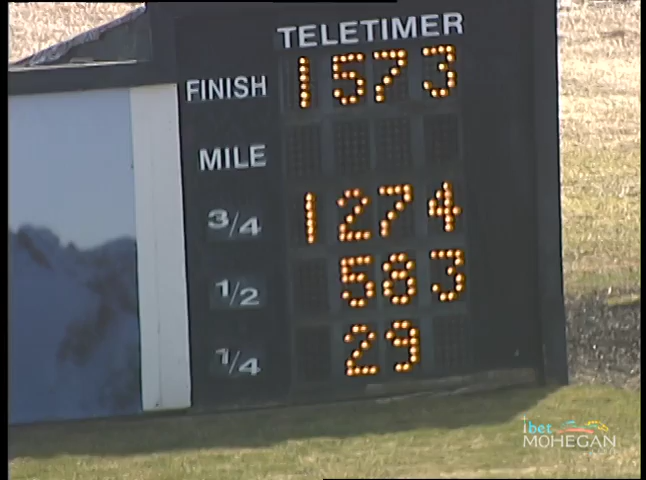 TELETIMER
FINISH 1573
MILE
3/4 1274
1/2 583
1/4 29
ibet
MOHEGAN